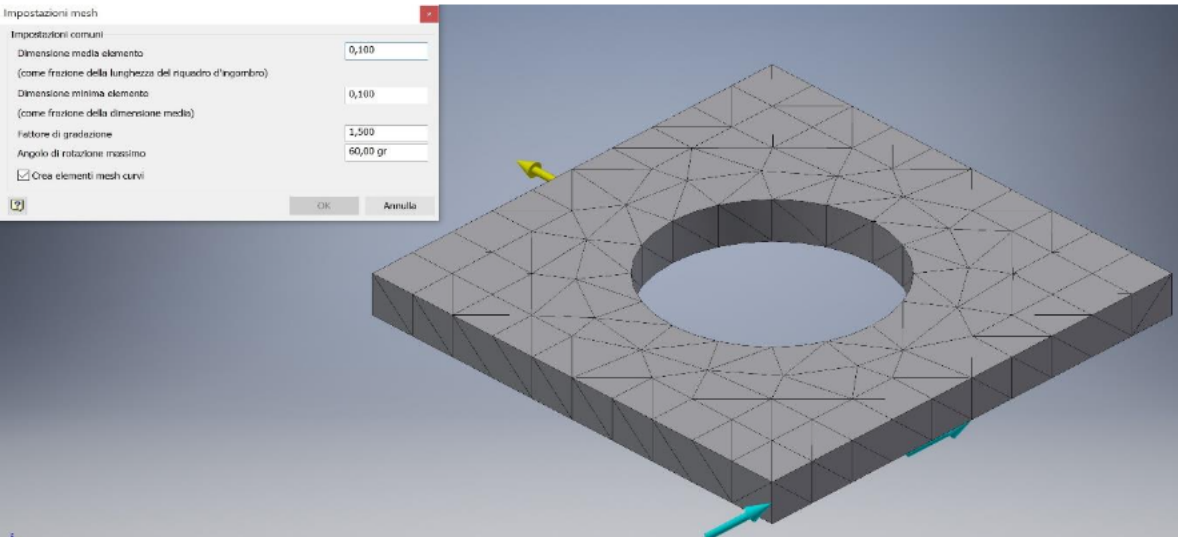 Impostazioni mesh
Impostazioni comuni
Dimensione media elemento 0,100
(come frazione della lunghezza del riquadro d'ingombro)
Dimensione minima elemento 0,100
(come frazione della dimensione media)
Fattore di gradazione 1,500
Angolo di rotazione massimo 60,00 gr
Crea elementi mesh curvi
OK Annulla